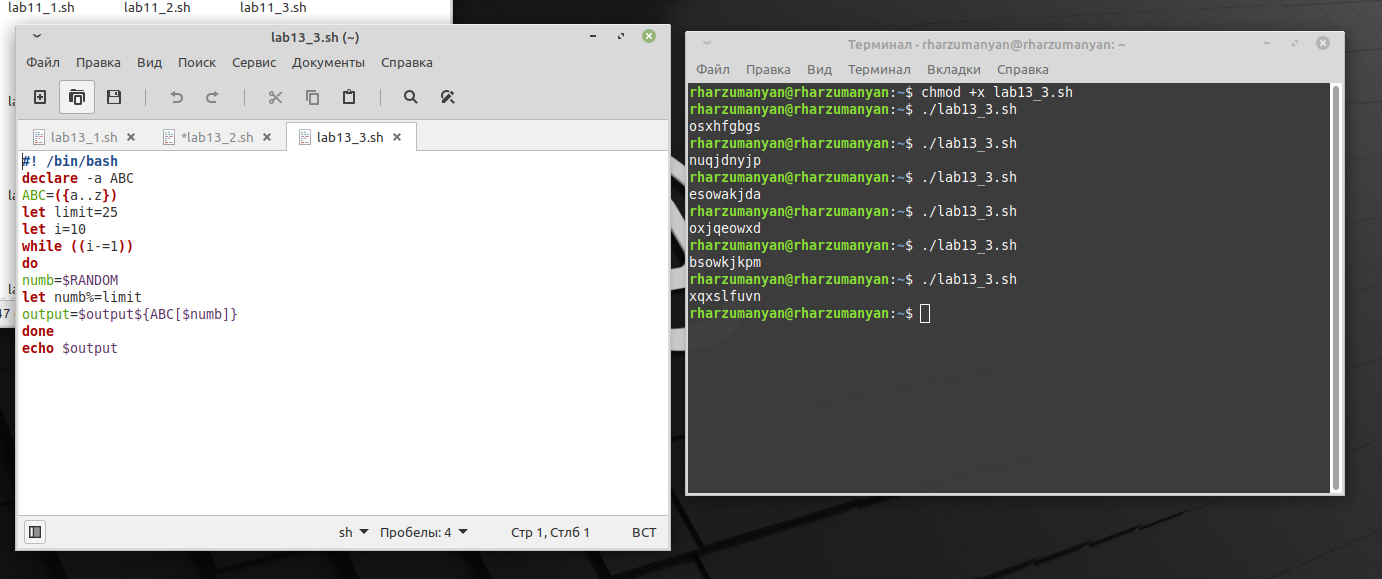 lab11_1.sh lab11_2.sh lab11_3.sh
lab13_3.sh (~)
Файл Правка Вид Поиск Сервис Документы Справка
lab13_1.sh *lab13_2.sh lab13_3.sh
#! /bin/bash
declare -a ABC
ABC=({a..z})
let limit=25
let i=10
while ((i-=1))
do
numb=$RANDOM
let numb%=limit
output=$output${ABC[$numb]}
done
echo $output
sh Пробелы: 4 Стр 1, Стлб 1 ВСТ
Терминал - rharzumanyan@rharzumanyan: ~
Файл Правка Вид Терминал Вкладки Справка
rharzumanyan@rharzumanyan:~$ chmod +x lab13_3.sh
rharzumanyan@rharzumanyan:~$ ./lab13_3.sh
osxhfgbgs
rharzumanyan@rharzumanyan:~$ ./lab13_3.sh
nuqjdnyjp
rharzumanyan@rharzumanyan:~$ ./lab13_3.sh
esowakjda
rharzumanyan@rharzumanyan:~$ ./lab13_3.sh
oxjqeowxd
rharzumanyan@rharzumanyan:~$ ./lab13_3.sh
bsowkjkpm
rharzumanyan@rharzumanyan:~$ ./lab13_3.sh
xqxslfuvn
rharzumanyan@rharzumanyan:~$